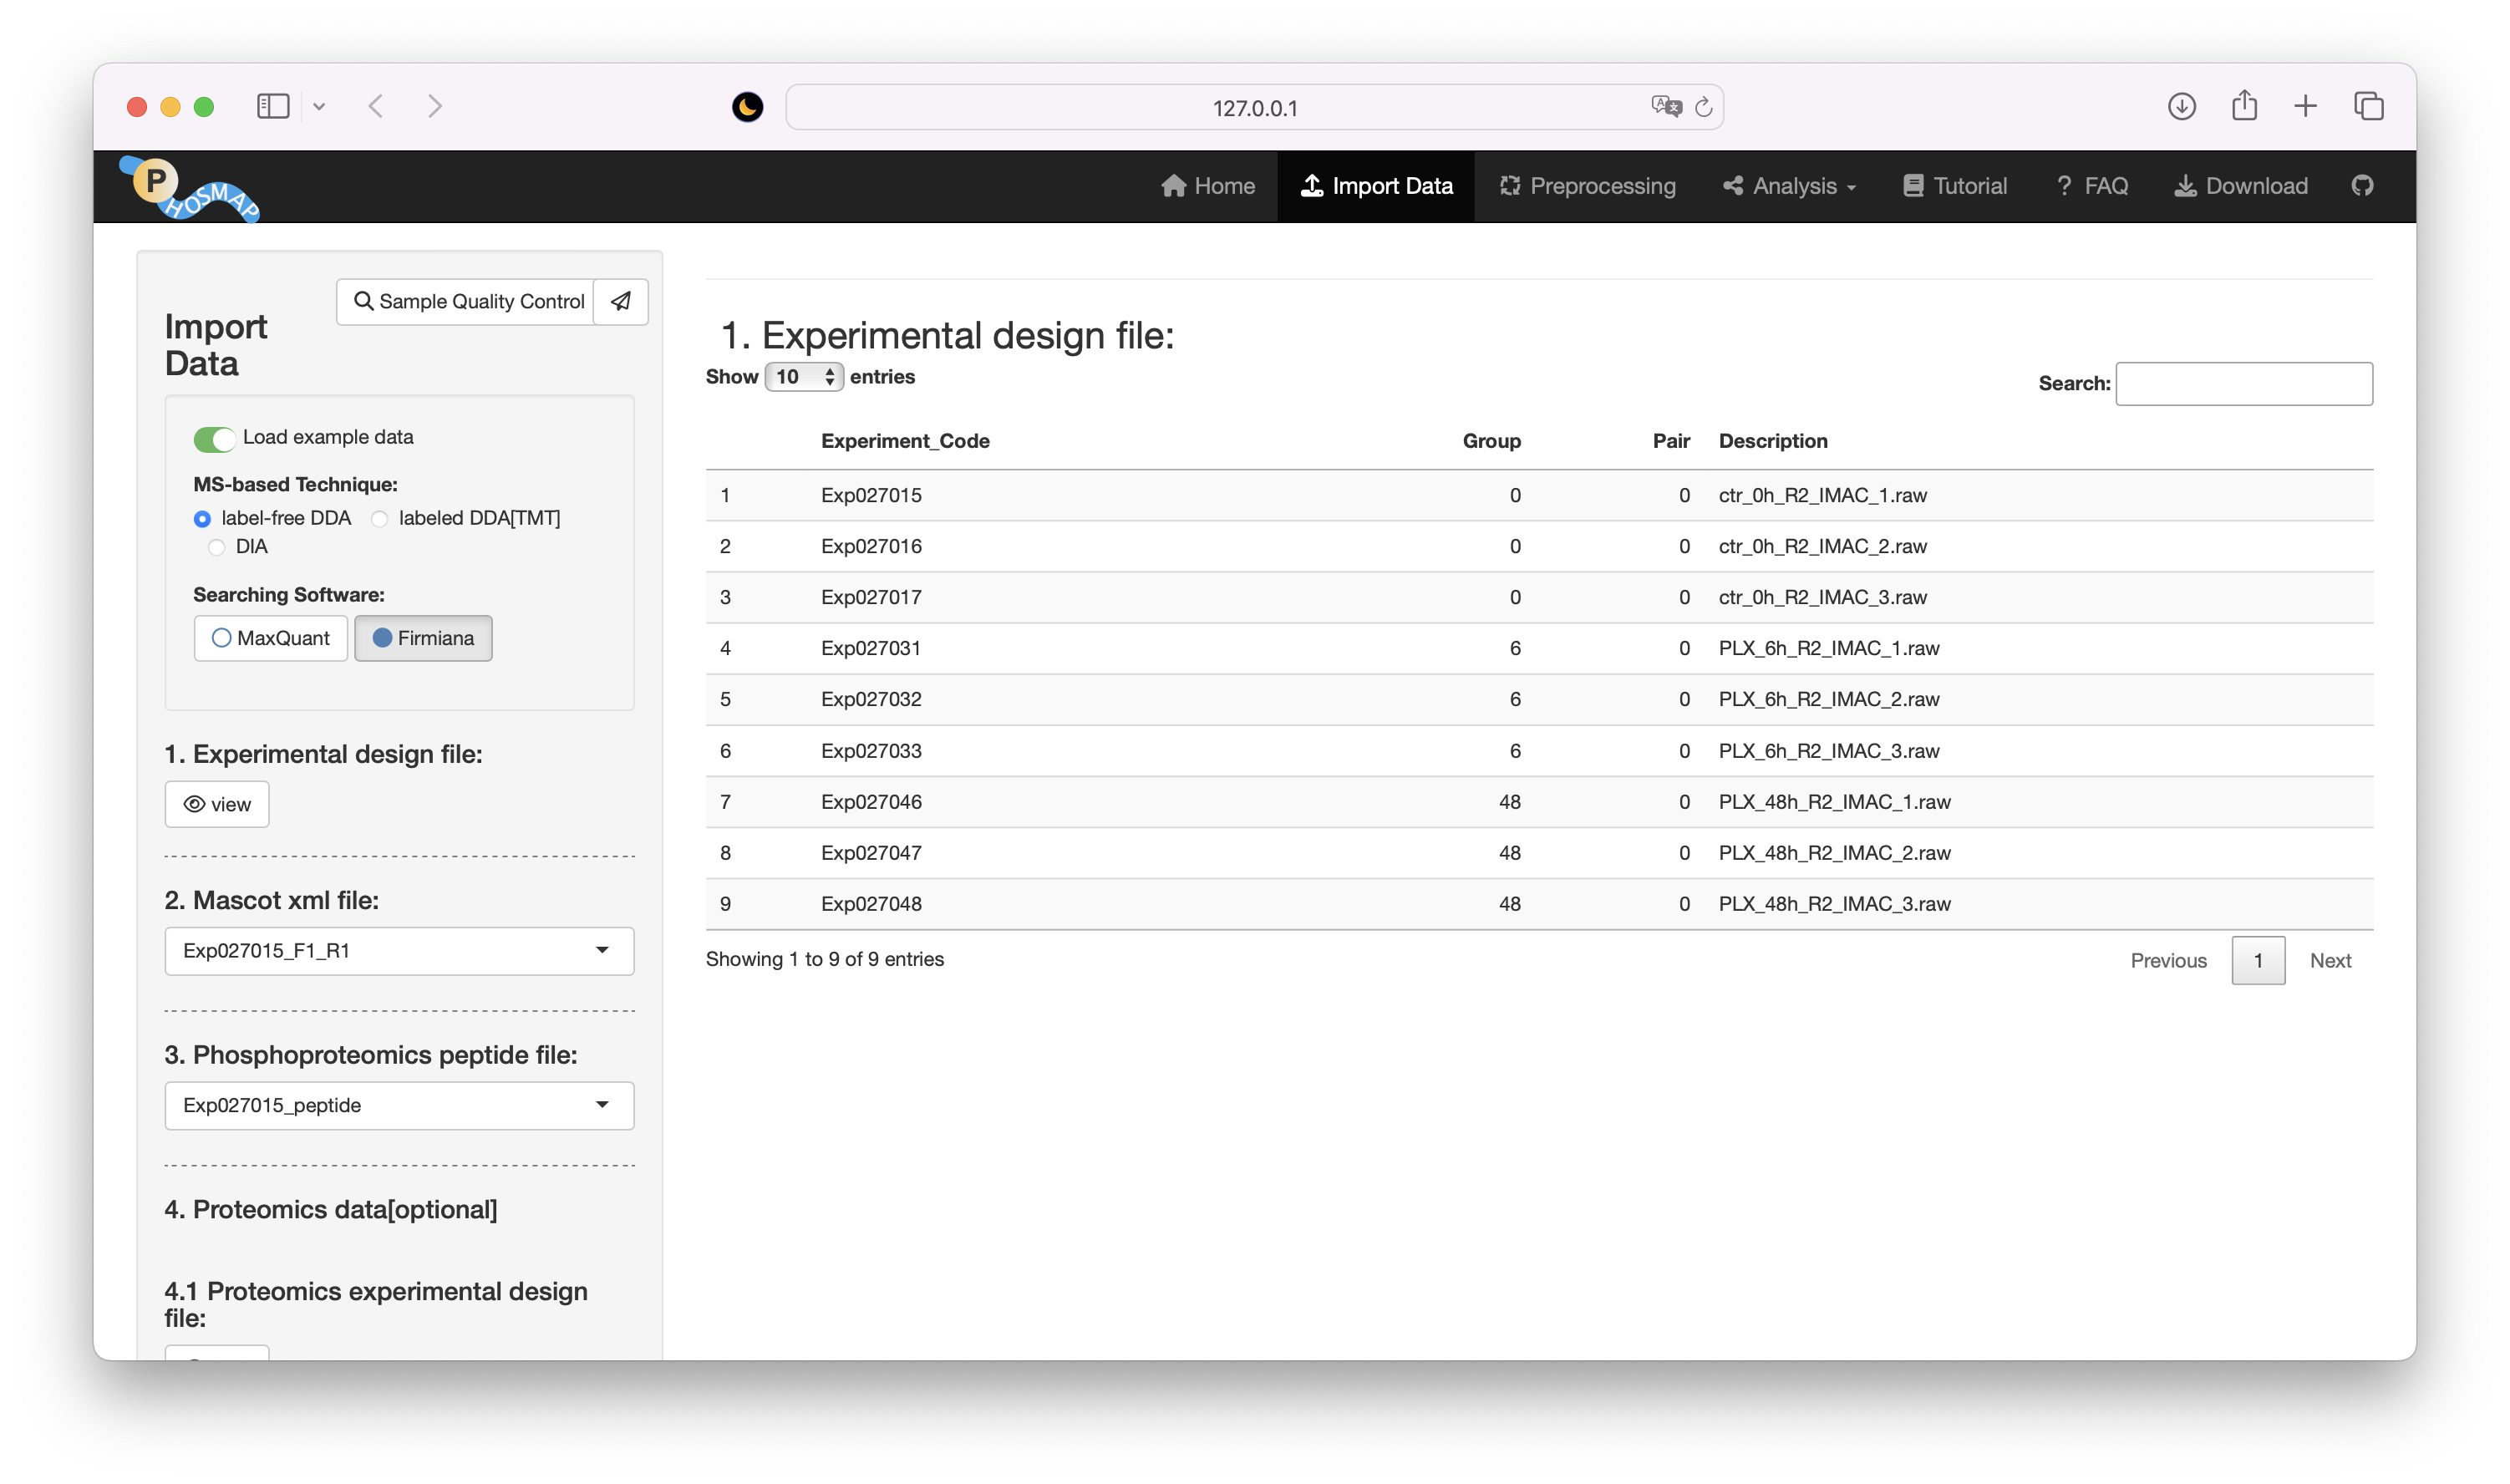 127.0.0.1
PHOSMAP
Home
Import Data
Preprocessing
Analysis
Tutorial
? FAQ
Download
Import
Data
Sample Quality Control
Load example data
MS-based Technique:
label-free DDA labeled DDA[TMT]
DIA
Searching Software:
MaxQuant Firmiana
1. Experimental design file:
view
2. Mascot xml file:
Exp027015_F1_R1
3. Phosphoproteomics peptide file:
Exp027015_peptide
4. Proteomics data[optional]
4.1 Proteomics experimental design
file:
1. Experimental design file:
Show 10 entries
Search:
Experiment_Code Group Pair Description
1 Exp027015 0 0 ctr_0h_R2_IMAC_1.raw
2 Exp027016 0 0 ctr_0h_R2_IMAC_2.raw
3 Exp027017 0 0 ctr_0h_R2_IMAC_3.raw
4 Exp027031 6 0 PLX_6h_R2_IMAC_1.raw
5 Exp027032 6 0 PLX_6h_R2_IMAC_2.raw
6 Exp027033 6 0 PLX_6h_R2_IMAC_3.raw
7 Exp027046 48 0 PLX_48h_R2_IMAC_1.raw
8 Exp027047 48 0 PLX_48h_R2_IMAC_2.raw
9 Exp027048 48 0 PLX_48h_R2_IMAC_3.raw
Showing 1 to 9 of 9 entries
Previous 1 Next